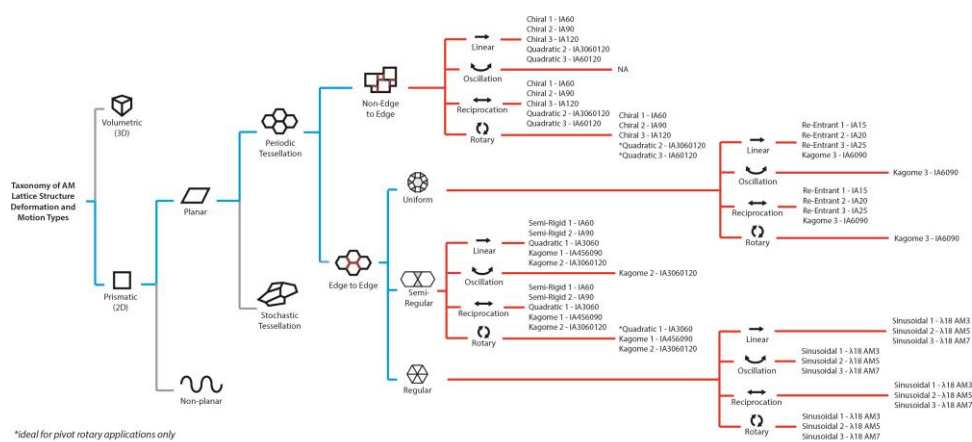 Taxonomy of AM
Lattice Structure
Deformation and
Motion Types
Volumetric
(3D)
Prismatic
(2D)
Planar
Non-planar
Periodic
Tessellation
Stochastic
Tessellation
Non-Edge
to Edge
Edge to Edge
Linear
Chiral 1 - IA60
Chiral 2 - IA90
Chiral 3 - IA120
Quadratic 2 - IA3060120
Quadratic 3 - IA60120
Oscillation
NA
Reciprocation
Chiral 1 - IA60
Chiral 2 - IA90
Chiral 3 - IA120
Quadratic 2 - IA3060120
Quadratic 3 - IA60120
Rotary
Chiral 1 - IA60
Chiral 2 - IA90
Chiral 3 - IA120
*Quadratic 2 - IA3060120
*Quadratic 3 - IA60120
Uniform
Linear
Re-Entrant 1 - IA15
Re-Entrant 2 - IA20
Re-Entrant 3 - IA25
Kagome 3 - IA6090
Oscillation
Kagome 3 - IA6090
Reciprocation
Re-Entrant 1 - IA15
Re-Entrant 2 - IA20
Re-Entrant 3 - IA25
Kagome 3 - IA6090
Rotary
Kagome 3 - IA6090
Semi-
Regular
Linear
Semi-Rigid 1 - IA60
Semi-Rigid 2 - IA90
Quadratic 1 - IA3060
Kagome 1 - IA456090
Kagome 2 - IA3060120
Oscillation
Kagome 2 - IA3060120
Reciprocation
Semi-Rigid 1 - IA60
Semi-Rigid 2 - IA90
Quadratic 1 - IA3060
Kagome 1 - IA456090
Kagome 2 - IA3060120
Rotary
*Quadratic 1 - IA3060
Kagome 1 - IA456090
Kagome 2 - IA3060120
Regular
Linear
Sinusoidal 1 - λ18 AM3
Sinusoidal 2 - λ18 AM5
Sinusoidal 3 - λ18 AM7
Oscillation
Sinusoidal 1 - λ18 AM3
Sinusoidal 2 - λ18 AM5
Sinusoidal 3 - λ18 AM7
Reciprocation
Sinusoidal 1 - λ18 AM3
Sinusoidal 2 - λ18 AM5
Sinusoidal 3 - λ18 AM7
Rotary
Sinusoidal 1 - λ18 AM3
Sinusoidal 2 - λ18 AM5
Sinusoidal 3 - λ18 AM7
*ideal for pivot rotary applications only